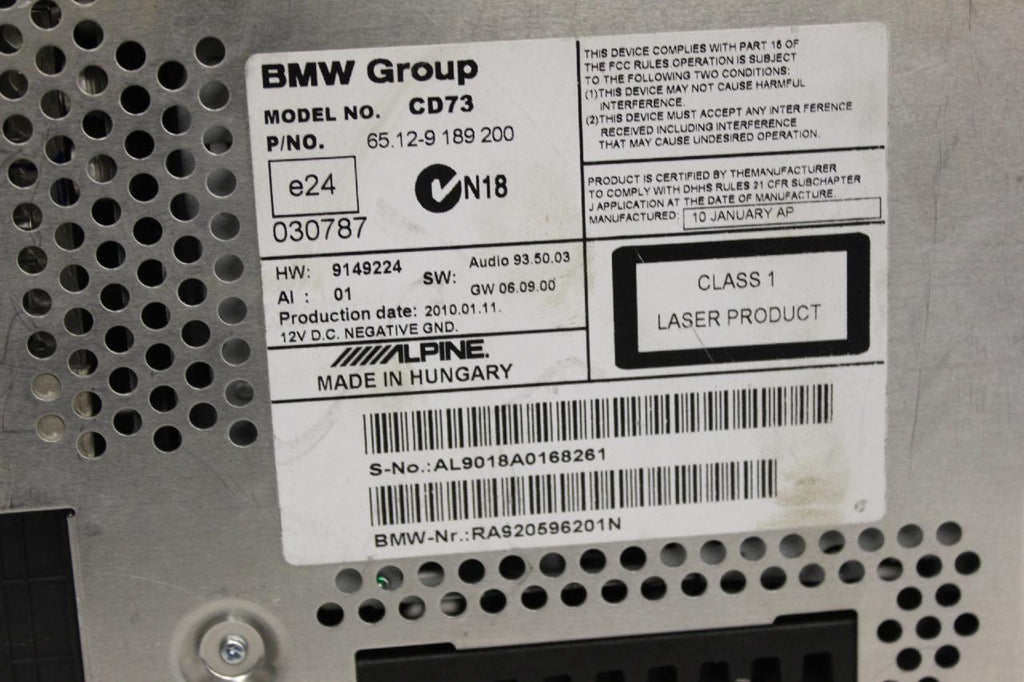 BMW Group
MODEL NO. CD73
P/NO. 65.12-9 189 200
e24
N18
030787
THIS DEVICE COMPLIES WITH PART 15 OF
THE FCC RULES OPERATION IS SUBJECT
TO THE FOLLOWING TWO CONDITIONS:
(1)THIS DEVICE MAY NOT CAUSE HARMFUL
INTERFERENCE.
(2)THIS DEVICE MUST ACCEPT ANY INTER FERENCE
RECEIVED INCLUDING INTERFERENCE
THAT MAY CAUSE UNDESIRED OPERATION.
PRODUCT IS CERTIFIED BY THEMANUFACTURER
TO COMPLY WITH DHHS RULES 21 CFR SUBCHAPTER
J APPLICATION AT THE DATE OF MANUFACTURE.
MANUFACTURED: 10 JANUARY AP
HW: 9149224 SW: Audio 93.50.03
AI : 01 GW 06.09.00
Production date: 2010.01.11.
12V D.C. NEGATIVE GND.
ALPINE.
MADE IN HUNGARY
CLASS 1
LASER PRODUCT
S-No.:AL9018A0168261
BMW-Nr.:RA920596201N